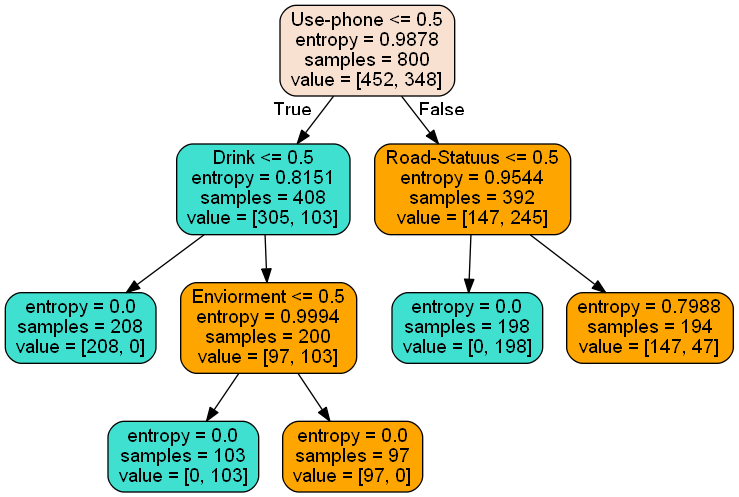 Use-phone <= 0.5
entropy = 0.9878
samples = 800
value = [452, 348]
True
False
Drink <= 0.5
entropy = 0.8151
samples = 408
value = [305, 103]
Road-Statuus <= 0.5
entropy = 0.9544
samples = 392
value = [147, 245]
entropy = 0.0
samples = 208
value = [208, 0]
Enviorment <= 0.5
entropy = 0.9994
samples = 200
value = [97, 103]
entropy = 0.0
samples = 198
value = [0, 198]
entropy = 0.7988
samples = 194
value = [147, 47]
entropy = 0.0
samples = 103
value = [0, 103]
entropy = 0.0
samples = 97
value = [97, 0]